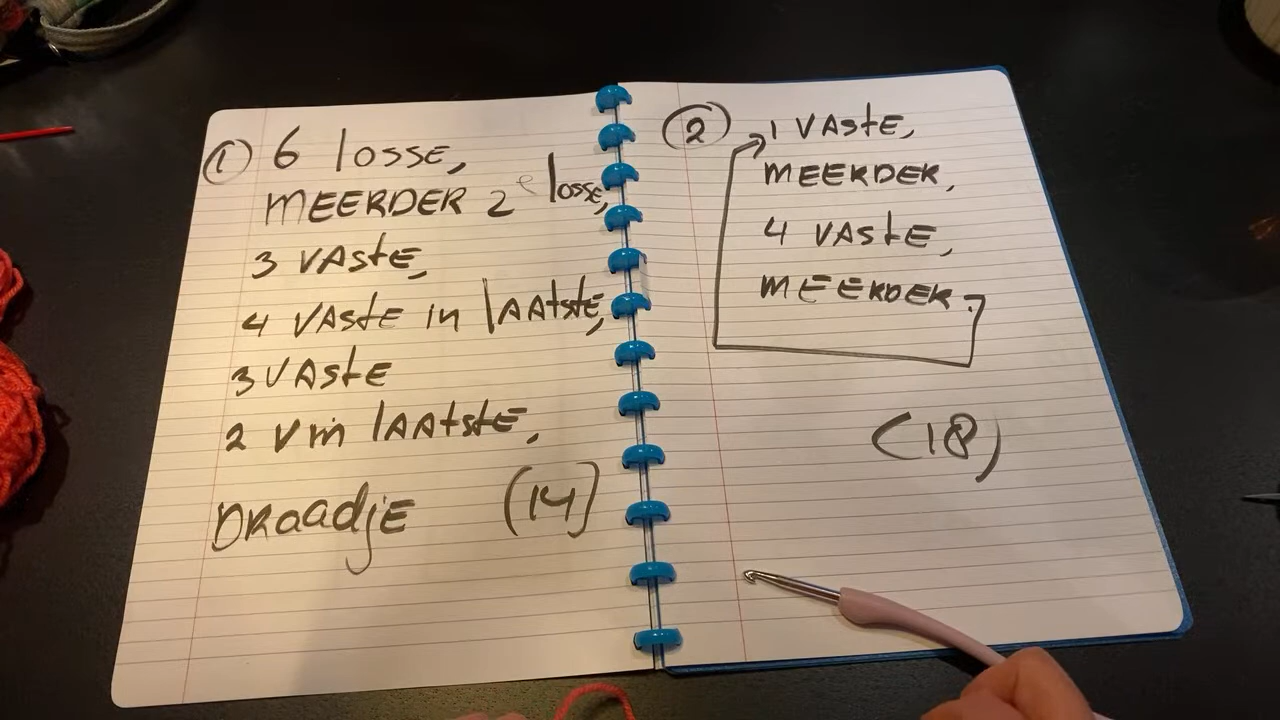 ① 6 losse,
MEERDER 2e losse,
3 VAStE,
4 VAStE in lAAtstE,
3 VAStE
2 v in lAAtstE,
DRaadjE (14)
② 1 VAStE,
MEERDER,
4 VAStE,
MEERDER
(18)